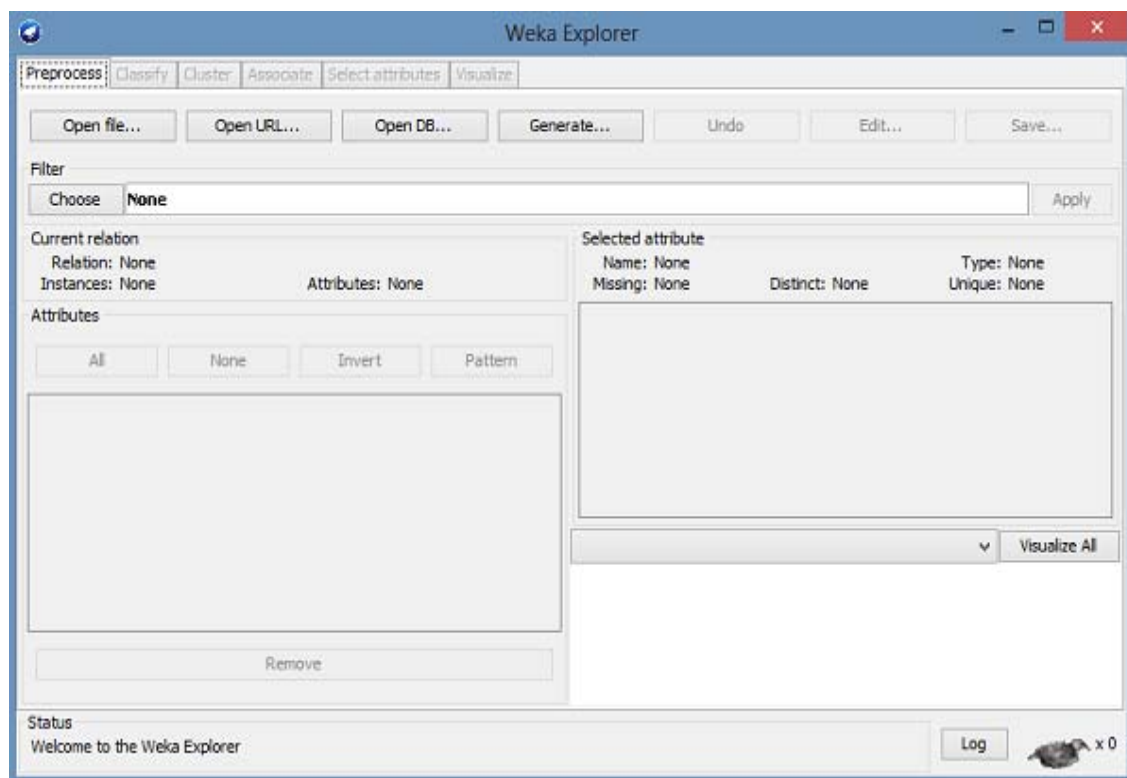 Weka Explorer
Preprocess Classify Cluster Associate Select attributes Visualize
Open file... Open URL... Open DB... Generate... Undo Edit... Save...
Filter
Choose None Apply
Current relation
Relation: None
Instances: None Attributes: None
Selected attribute
Name: None Type: None
Missing: None Distinct: None Unique: None
Attributes
All None Invert Pattern
Remove
Visualize All
Status
Welcome to the Weka Explorer
Log x 0